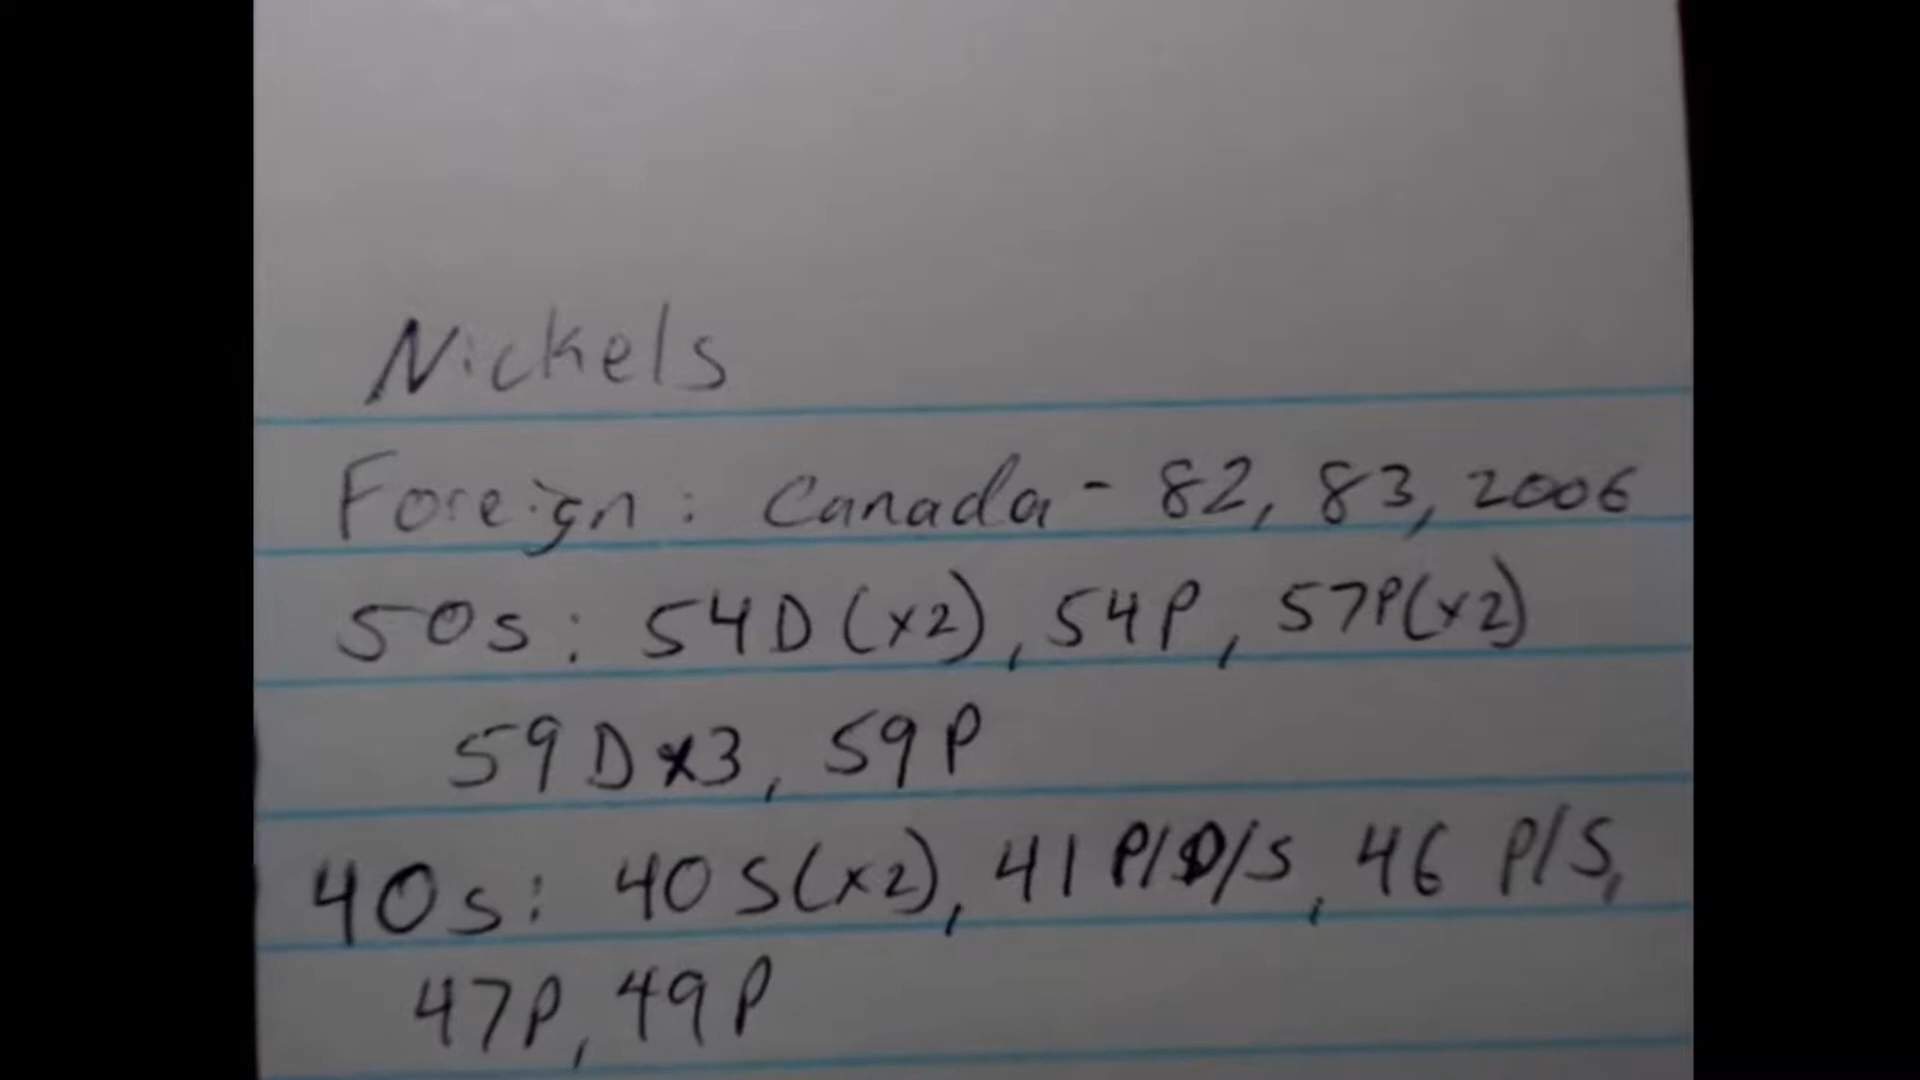 Nickels
Foreign: Canada - 82, 83, 2006
50s: 54D (x2), 54P, 57P(x2)
59D x3, 59P
40s: 40 S(x2), 41 P/D/S, 46 P/S,
47P, 49P